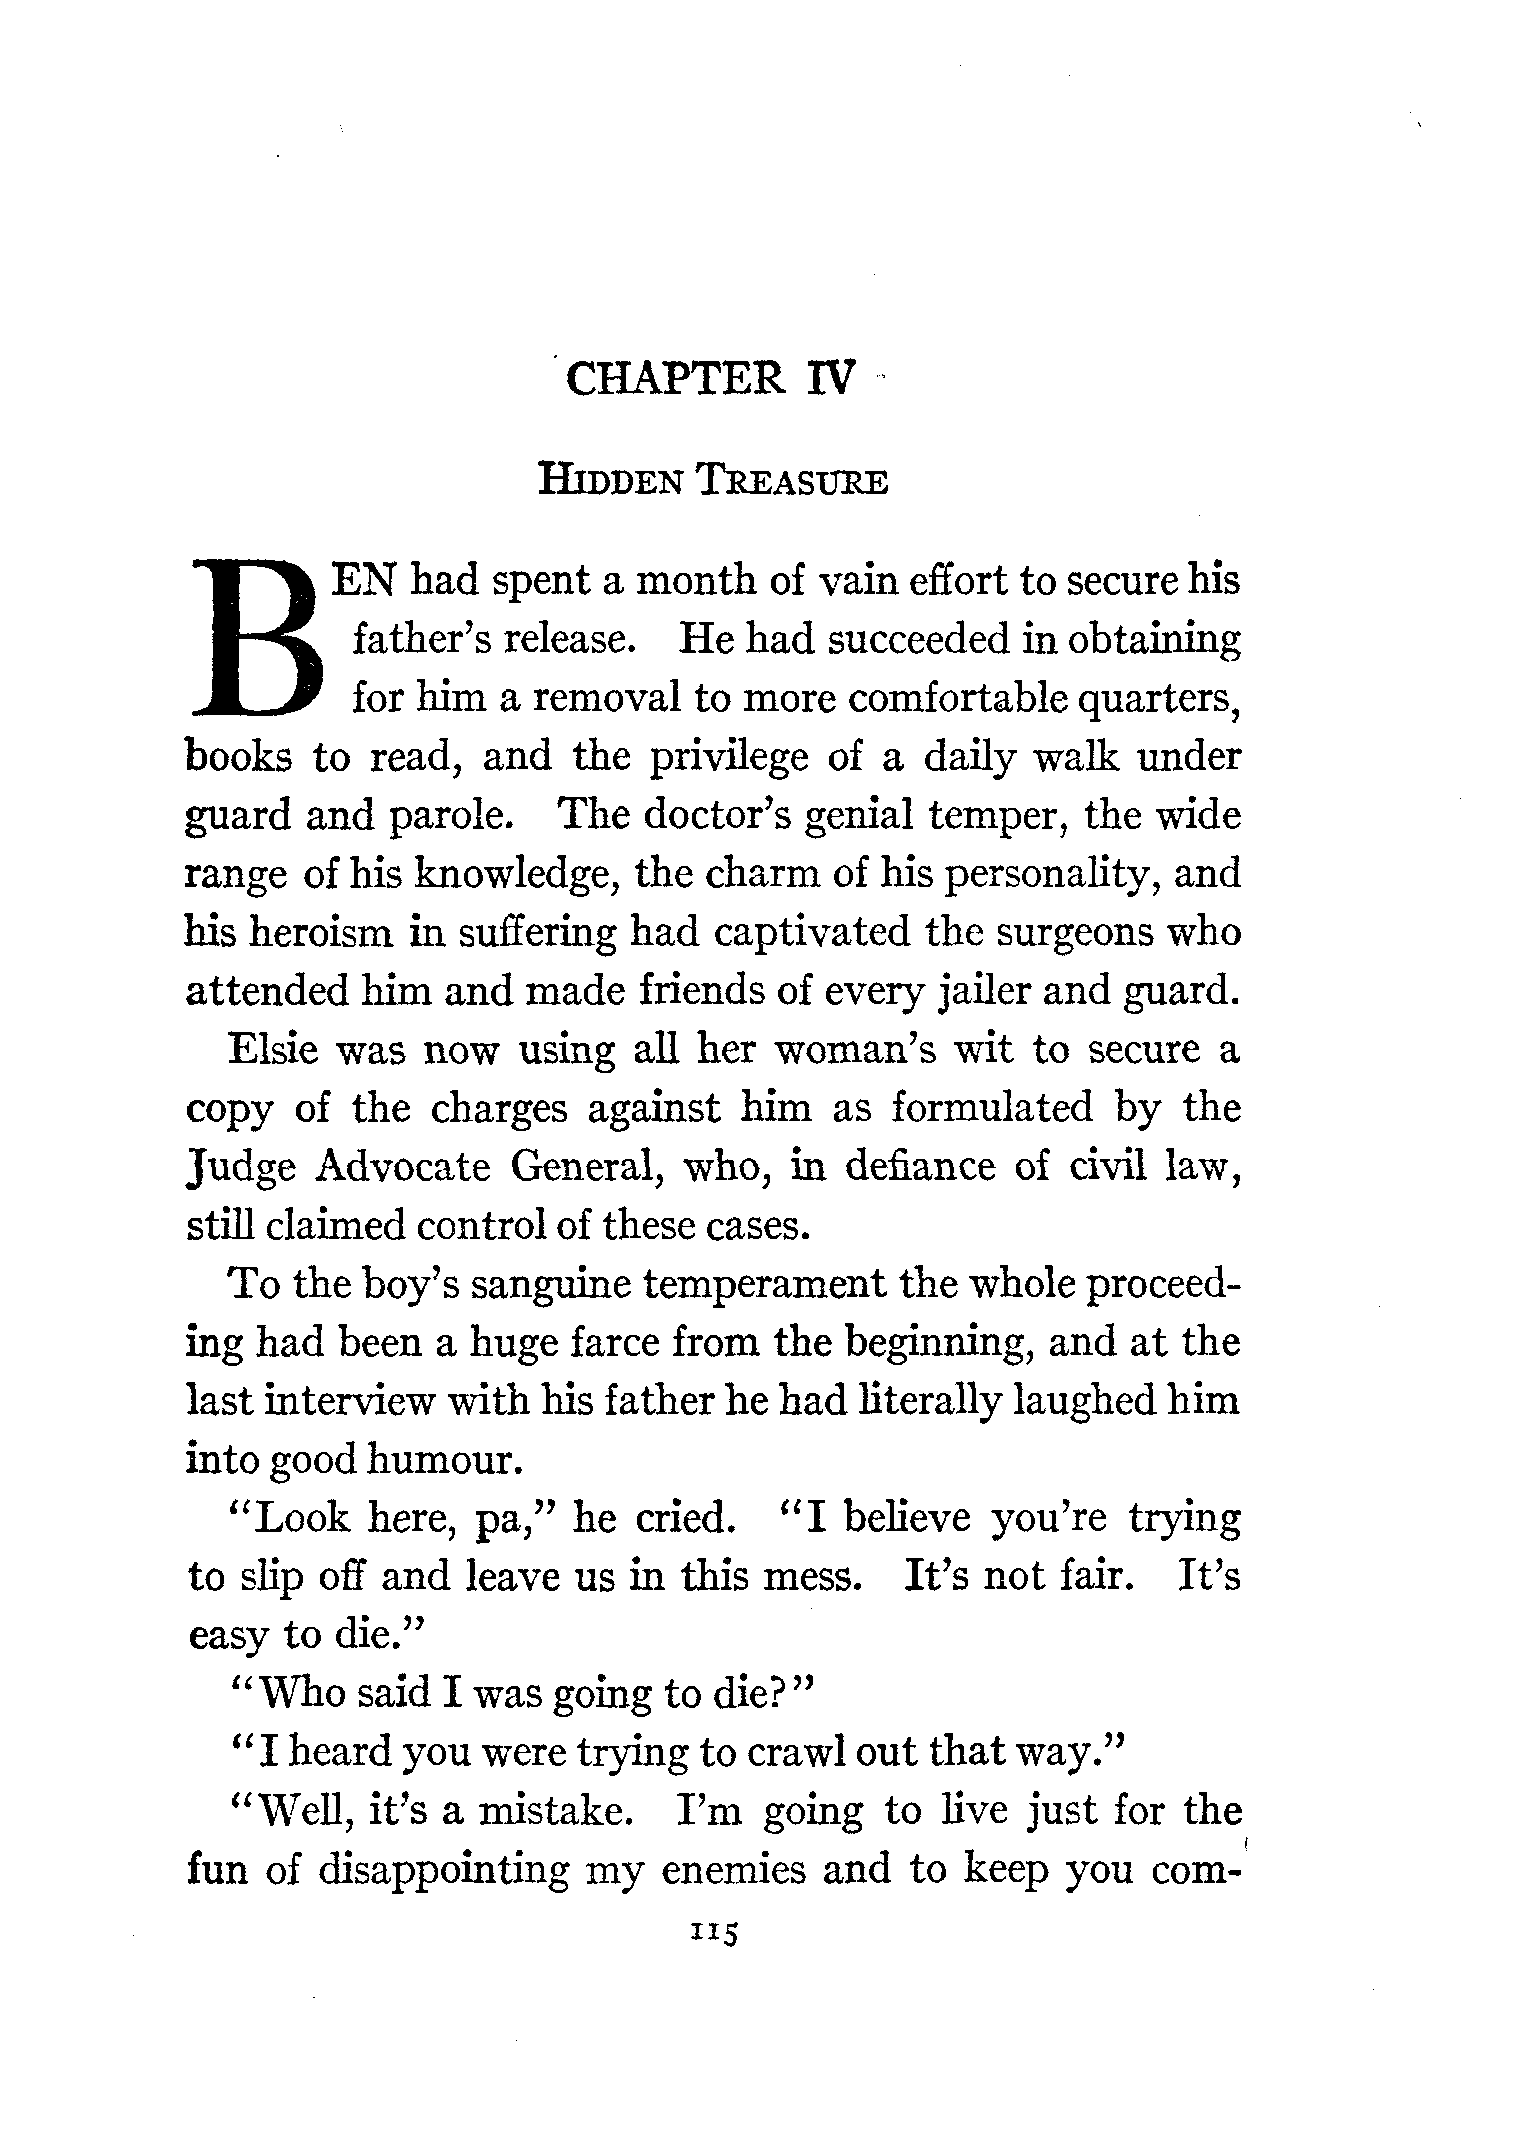 CHAPTER IV
HIDDEN TREASURE
BEN had spent a month of vain effort to secure his
father's release. He had succeeded in obtaining
for him a removal to more comfortable quarters,
books to read, and the privilege of a daily walk under
guard and parole. The doctor's genial temper, the wide
range of his knowledge, the charm of his personality, and
his heroism in suffering had captivated the surgeons who
attended him and made friends of every jailer and guard.
Elsie was now using all her woman's wit to secure a
copy of the charges against him as formulated by the
Judge Advocate General, who, in defiance of civil law,
still claimed control of these cases.
To the boy's sanguine temperament the whole proceed-
ing had been a huge farce from the beginning, and at the
last interview with his father he had literally laughed him
into good humour.
"Look here, pa," he cried. "I believe you're trying
to slip off and leave us in this mess. It's not fair. It's
easy to die."
"Who said I was going to die?"
"I heard you were trying to crawl out that way."
"Well, it's a mistake. I'm going to live just for the
fun of disappointing my enemies and to keep you com-
115